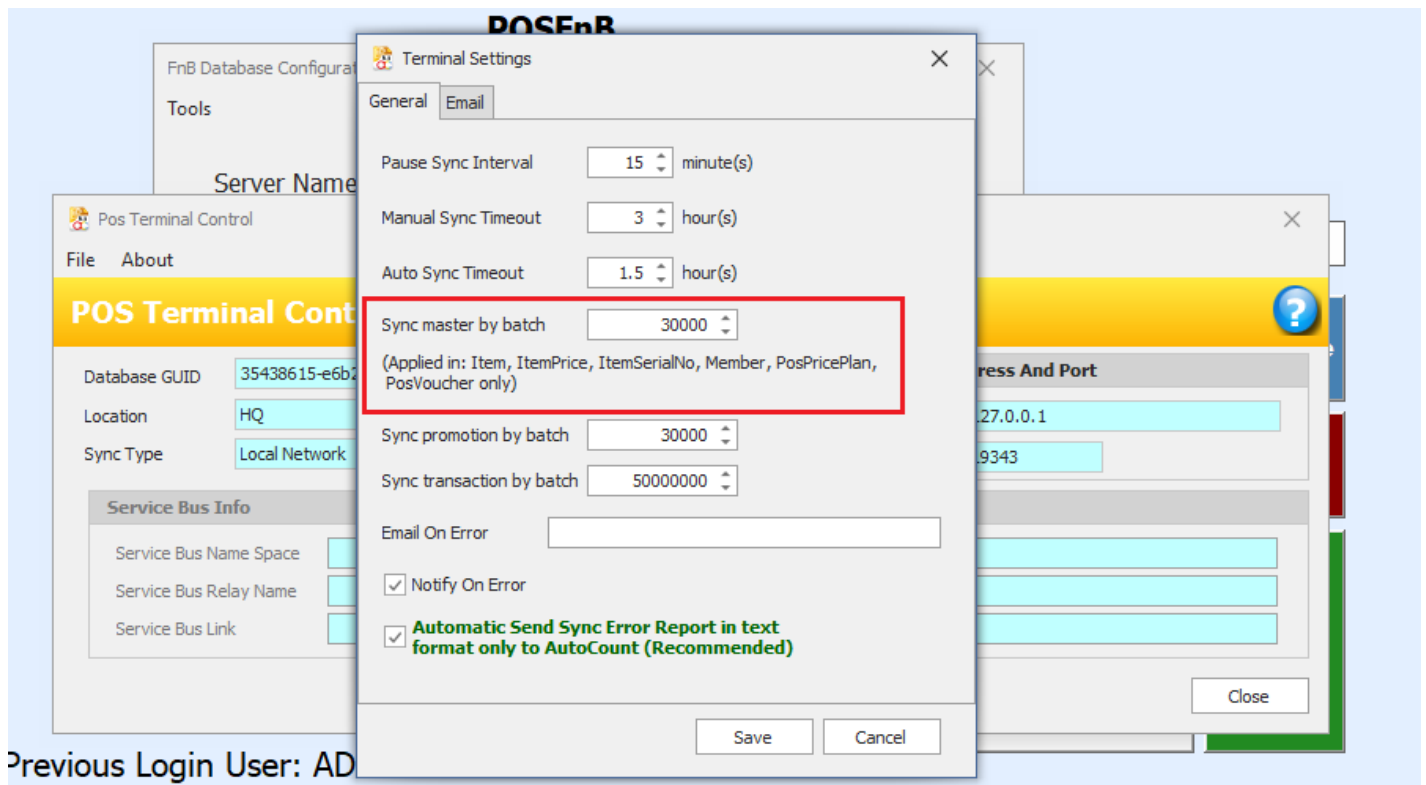 POSFnB
FnB Database Configurat
Tools
Server Name
Terminal Settings
General Email
Pause Sync Interval 15 minute(s)
Manual Sync Timeout 3 hour(s)
Auto Sync Timeout 1.5 hour(s)
Sync master by batch 30000
(Applied in: Item, ItemPrice, ItemSerialNo, Member, PosPricePlan,
PosVoucher only)
Sync promotion by batch 30000
Sync transaction by batch 50000000
Email On Error
Notify On Error
Automatic Send Sync Error Report in text
format only to AutoCount (Recommended)
Save Cancel
Pos Terminal Control
File About
POS Terminal Cont
?
Database GUID 35438615-e6b2
Location HQ
Sync Type Local Network
ress And Port
27.0.0.1
9343
Service Bus Info
Service Bus Name Space
Service Bus Relay Name
Service Bus Link
Close
Previous Login User: AD